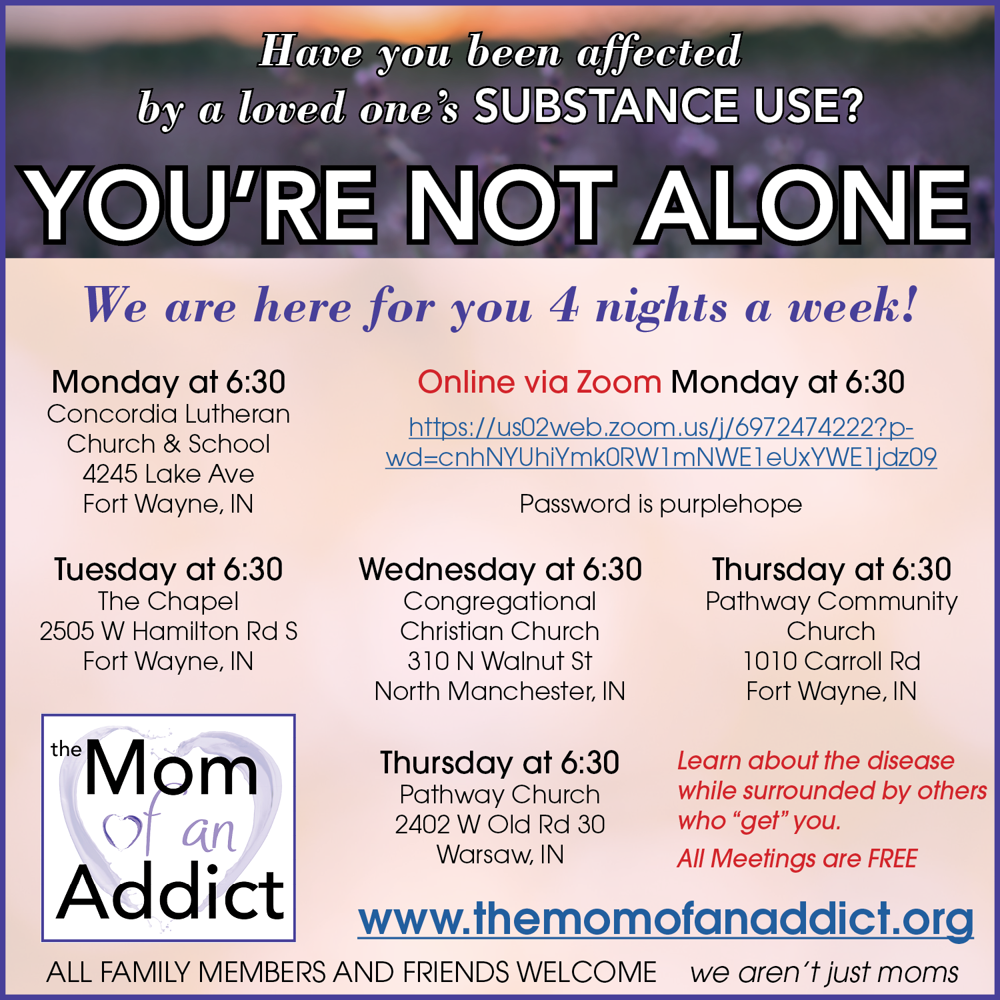 Have you been affected
by a loved one's SUBSTANCE USE?
YOU'RE NOT ALONE
We are here for you 4 nights a week!
Monday at 6:30
Concordia Lutheran
Church & School
4245 Lake Ave
Fort Wayne, IN
Online via Zoom Monday at 6:30
https://us02web.zoom.us/j/6972474222?p-
wd=cnhNYUhiYmk0RW1mNWE1eUxYWE1jdz09
Password is purplehope
Tuesday at 6:30
The Chapel
2505 W Hamilton Rd S
Fort Wayne, IN
Wednesday at 6:30
Congregational
Christian Church
310 N Walnut St
North Manchester, IN
Thursday at 6:30
Pathway Community
Church
1010 Carroll Rd
Fort Wayne, IN
the Mom
of an
Addict
Thursday at 6:30
Pathway Church
2402 W Old Rd 30
Warsaw, IN
Learn about the disease
while surrounded by others
who “get” you.
All Meetings are FREE
www.themomofanaddict.org
ALL FAMILY MEMBERS AND FRIENDS WELCOME we aren't just moms